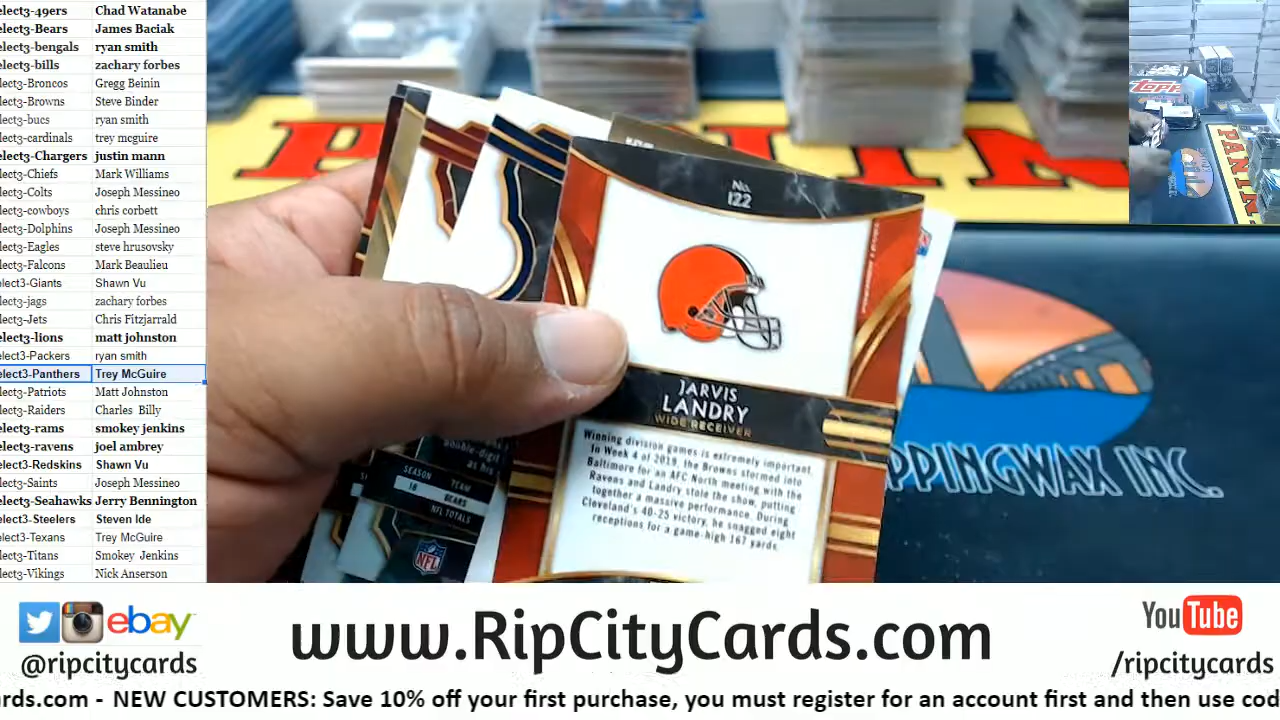 elect3-49ers Chad Watanabe
elect3-Bears James Baciak
elect3-bengals ryan smith
elect3-bills zachary forbes
elect3-Broncos Gregg Beinin
elect3-Browns Steve Binder
elect3-bucs ryan smith
elect3-cardinals trey mcguire
elect3-Chargers justin mann
elect3-Chiefs Mark Williams
elect3-Colts Joseph Messineo
elect3-cowboys chris corbett
elect3-Dolphins Joseph Messineo
elect3-Eagles steve hrusovsky
elect3-Falcons Mark Beaulieu
elect3-Giants Shawn Vu
elect3-jags zachary forbes
elect3-Jets Chris Fitzjarrald
elect3-lions matt johnston
elect3-Packers ryan smith
elect3-Panthers Trey McGuire
elect3-Patriots Matt Johnston
elect3-Raiders Charles Billy
elect3-rams smokey jenkins
elect3-ravens joel ambrey
elect3-Redskins Shawn Vu
elect3-Saints Joseph Messineo
elect3-Seahawks Jerry Bennington
elect3-Steelers Steven Ide
elect3-Texans Trey McGuire
elect3-Titans Smokey Jenkins
elect3-Vikings Nick Anserson
No.
122
JARVIS
LANDRY
WIDE RECEIVER
Winning division games is extremely important.
In Week 4 of 2019, the Browns stormed into
Baltimore for an AFC North meeting with the
Ravens and Landry stole the show, putting
together a massive performance. During
Cleveland's 40-25 victory, he snagged eight
receptions for a game-high 167 yards.
double-digit
as his
SEASON TEAM
18 BEARS
NFL TOTALS
NFL
PPINGWAX INC.
TOPPS
PANINI
ebay
@ripcitycards
www.RipCityCards.com
YouTube
/ripcitycards
ards.com - NEW CUSTOMERS: Save 10% off your first purchase, you must register for an account first and then use cod